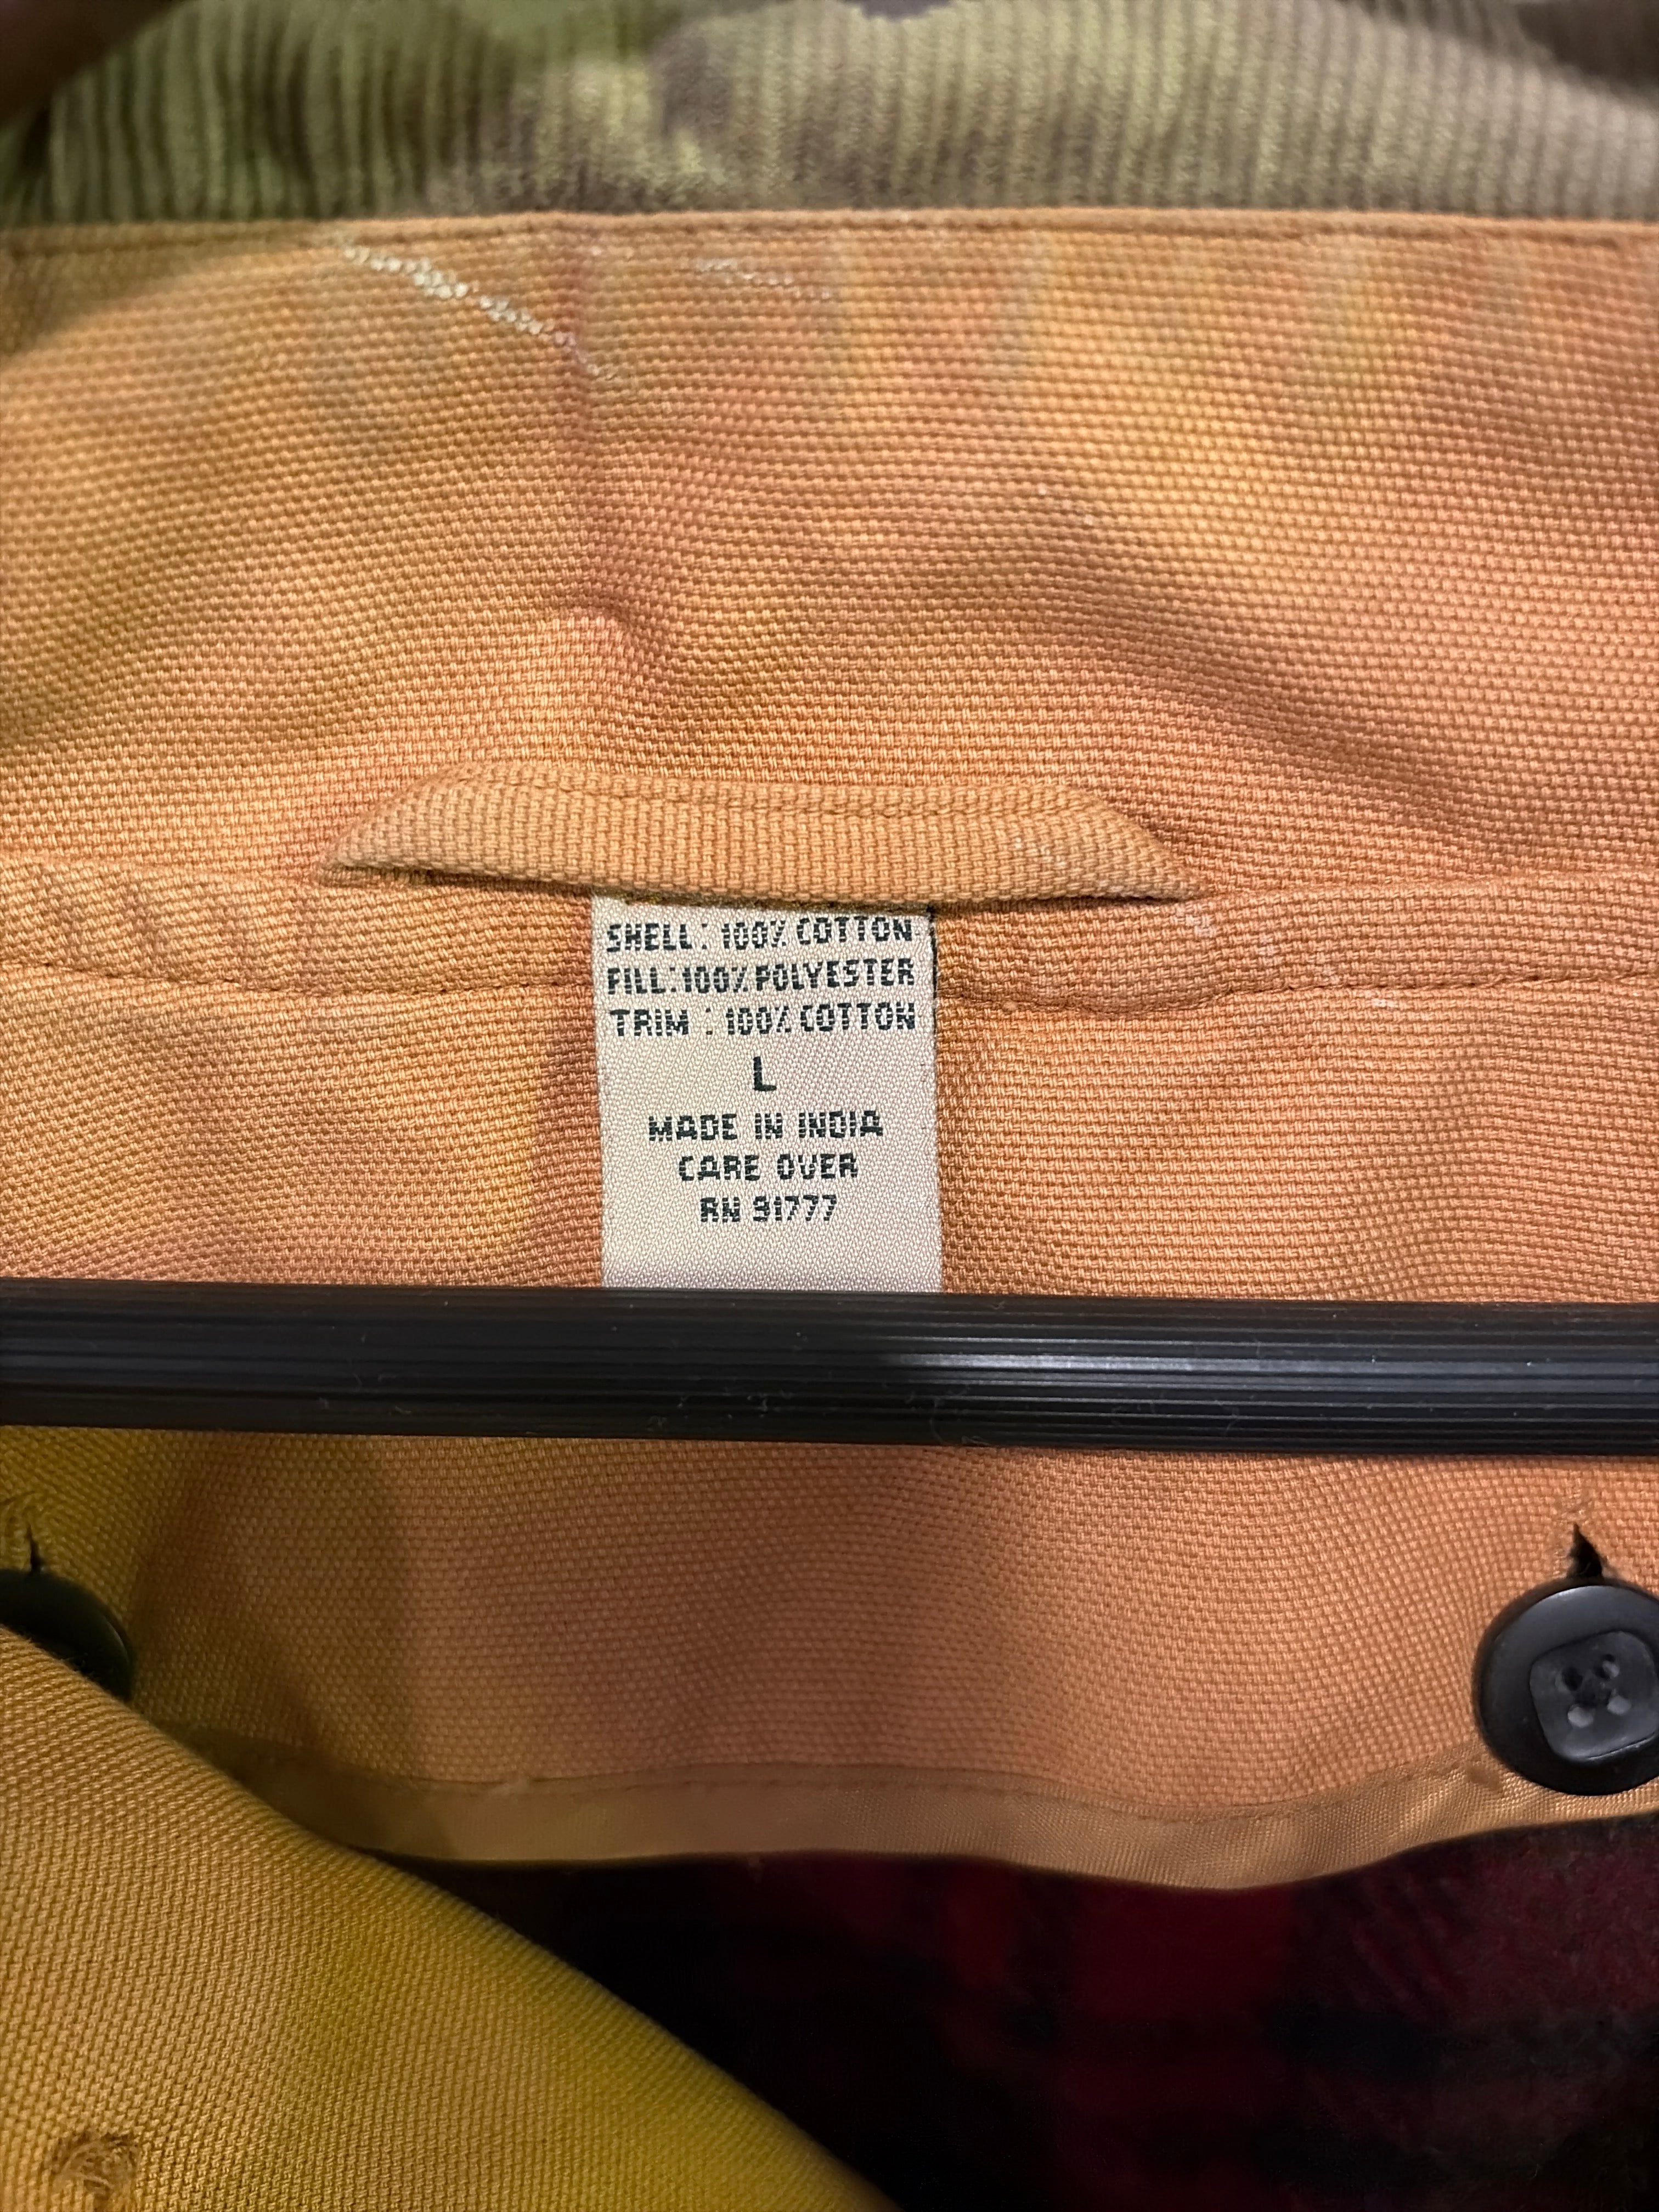 SHELL : 100% COTTON
FILL : 100% POLYESTER
TRIM : 100% COTTON
L
MADE IN INDIA
CARE OVER
RN 91777